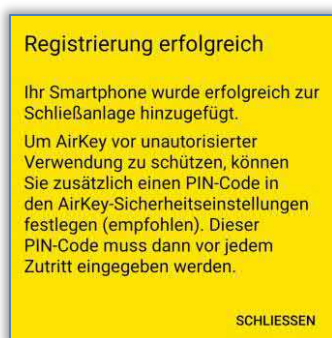 Registrierung erfolgreich
Ihr Smartphone wurde erfolgreich zur
Schließanlage hinzugefügt.
Um AirKey vor unautorisierter
Verwendung zu schützen, können
Sie zusätzlich einen PIN-Code in
den AirKey-Sicherheitseinstellungen
festlegen (empfohlen). Dieser
PIN-Code muss dann vor jedem
Zutritt eingegeben werden.
SCHLIESSEN